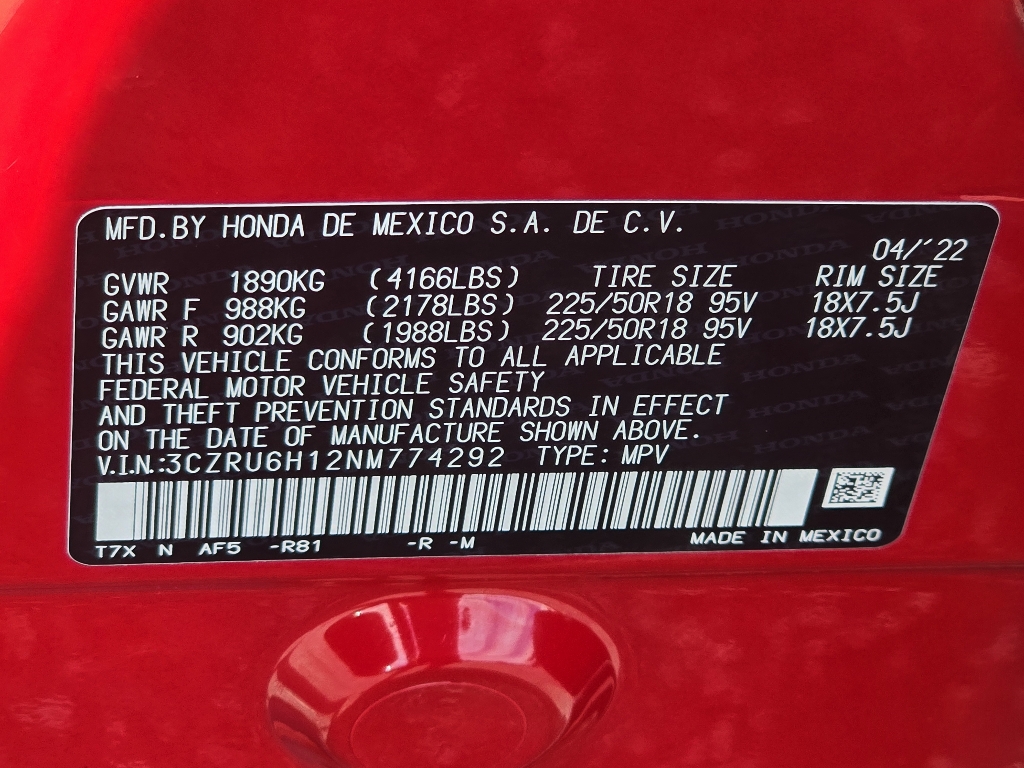 MFD.BY HONDA DE MEXICO S.A. DE C.V.
04/'22
GVWR 1890KG (4166LBS) TIRE SIZE RIM SIZE
GAWR F 988KG (2178LBS) 225/50R18 95V 18X7.5J
GAWR R 902KG (1988LBS) 225/50R18 95V 18X7.5J
THIS VEHICLE CONFORMS TO ALL APPLICABLE
FEDERAL MOTOR VEHICLE SAFETY
AND THEFT PREVENTION STANDARDS IN EFFECT
ON THE DATE OF MANUFACTURE SHOWN ABOVE.
V.I.N.:3CZRU6H12NM774292 TYPE: MPV
T7X N AF5 -R81 -R -M MADE IN MEXICO